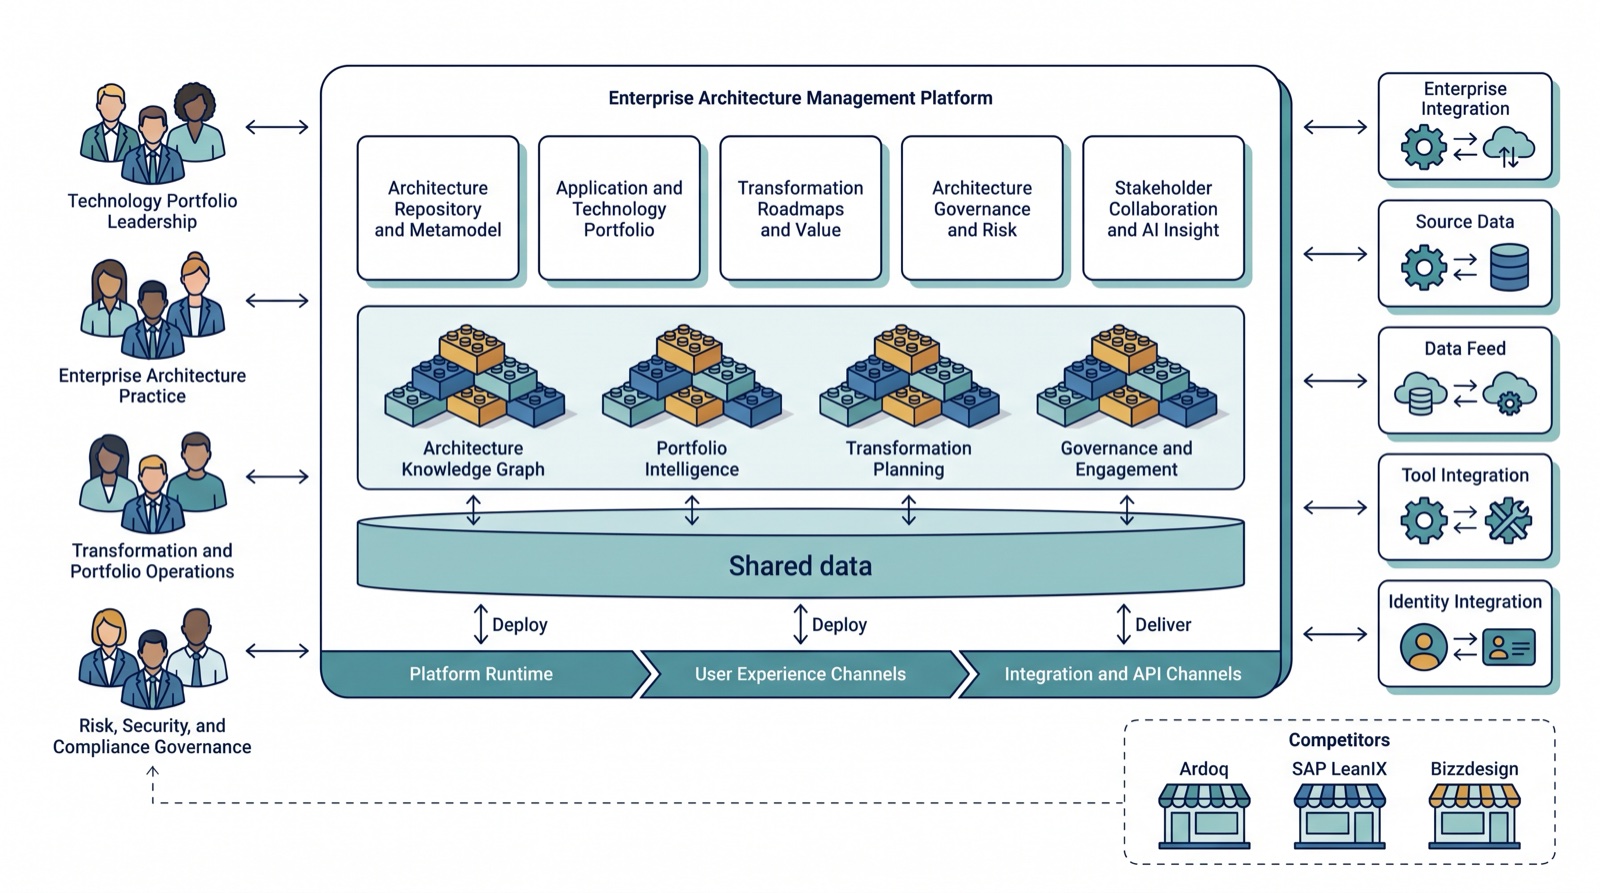 Enterprise Architecture Management Platform
Technology Portfolio
Leadership
Enterprise Architecture
Practice
Transformation and
Portfolio Operations
Risk, Security, and
Compliance Governance
Architecture
Repository
and Metamodel
Application and
Technology
Portfolio
Transformation
Roadmaps
and Value
Architecture
Governance
and Risk
Stakeholder
Collaboration
and AI Insight
Architecture
Knowledge Graph
Portfolio
Intelligence
Transformation
Planning
Governance and
Engagement
Shared data
Deploy
Deploy
Deliver
Platform Runtime
User Experience Channels
Integration and API Channels
Enterprise
Integration
Source Data
Data Feed
Tool Integration
Identity Integration
Competitors
Ardoq
SAP LeanIX
Bizzdesign